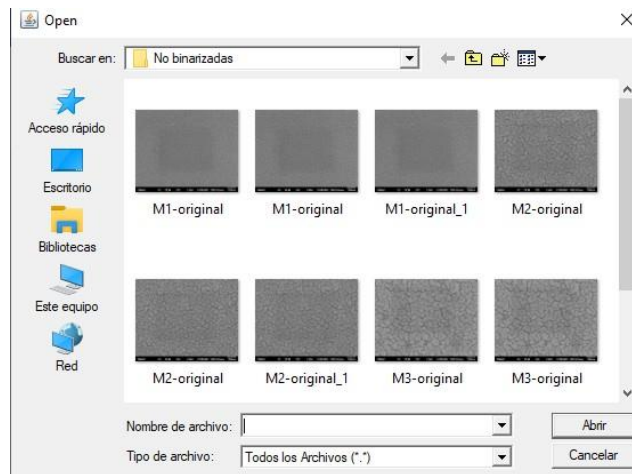 Open
Buscar en: No binarizadas
Acceso rápido
Escritorio
Bibliotecas
Este equipo
Red
M1-original M1-original M1-original_1 M2-original
M2-original M2-original_1 M3-original M3-original
Nombre de archivo:
Abrir
Tipo de archivo: Todos los Archivos (*.*)
Cancelar